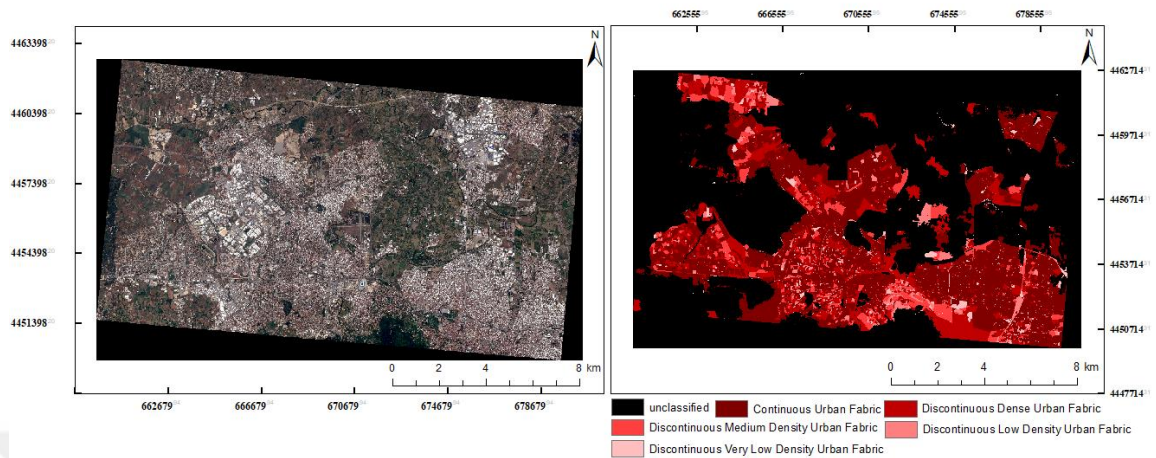 662555 666555 670555 674555 678555
4463398
N
N
4462714
4460398
4459714
4457398
4456714
4454398
4453714
4451398
4450714
0 2 4 6 8 km
0 2 4 6 8 km
4447714
662679 666679 670679 674679 678679
unclassified Continuous Urban Fabric Discontinuous Dense Urban Fabric
Discontinuous Medium Density Urban Fabric Discontinuous Low Density Urban Fabric
Discontinuous Very Low Density Urban Fabric